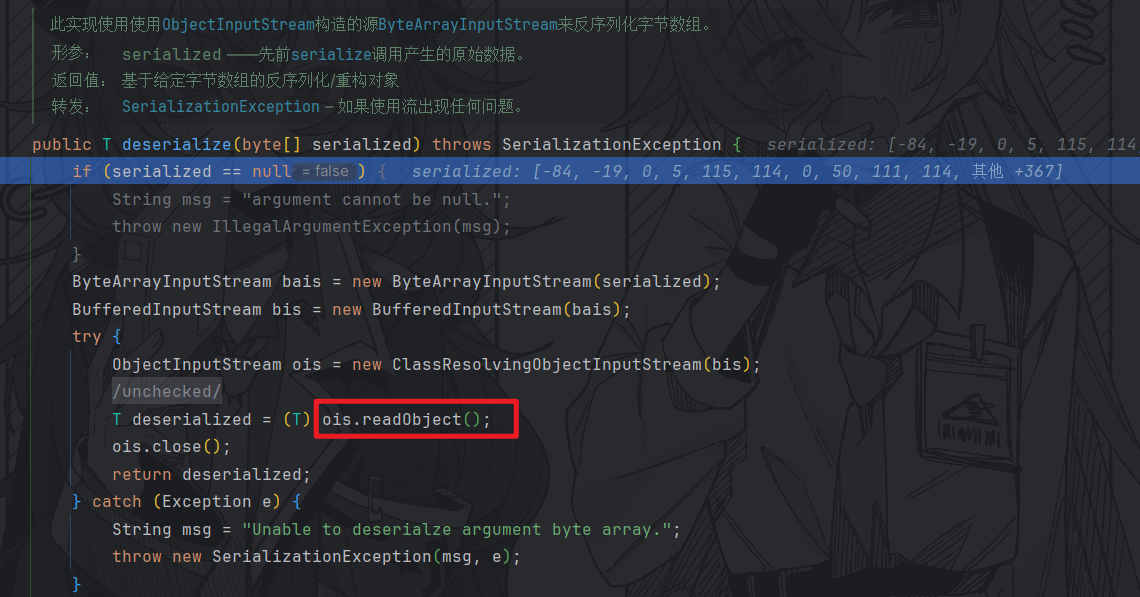 此实现使用使用ObjectInputStream构造的源ByteArrayInputStream来反序列化字节数组。
形参： serialized ——先前serialize调用产生的原始数据。
返回值： 基于给定字节数组的反序列化/重构对象
转发： SerializationException – 如果使用流出现任何问题。
public T deserialize(byte[] serialized) throws SerializationException { serialized: [-84, -19, 0, 5, 115, 114
if (serialized == null = false ) { serialized: [-84, -19, 0, 5, 115, 114, 0, 50, 111, 114, 其他 +367]
String msg = "argument cannot be null.";
throw new IllegalArgumentException(msg);
}
ByteArrayInputStream bais = new ByteArrayInputStream(serialized);
BufferedInputStream bis = new BufferedInputStream(bais);
try {
ObjectInputStream ois = new ClassResolvingObjectInputStream(bis);
/unchecked/
T deserialized = (T) ois.readObject();
ois.close();
return deserialized;
} catch (Exception e) {
String msg = "Unable to deserialze argument byte array.";
throw new SerializationException(msg, e);
}